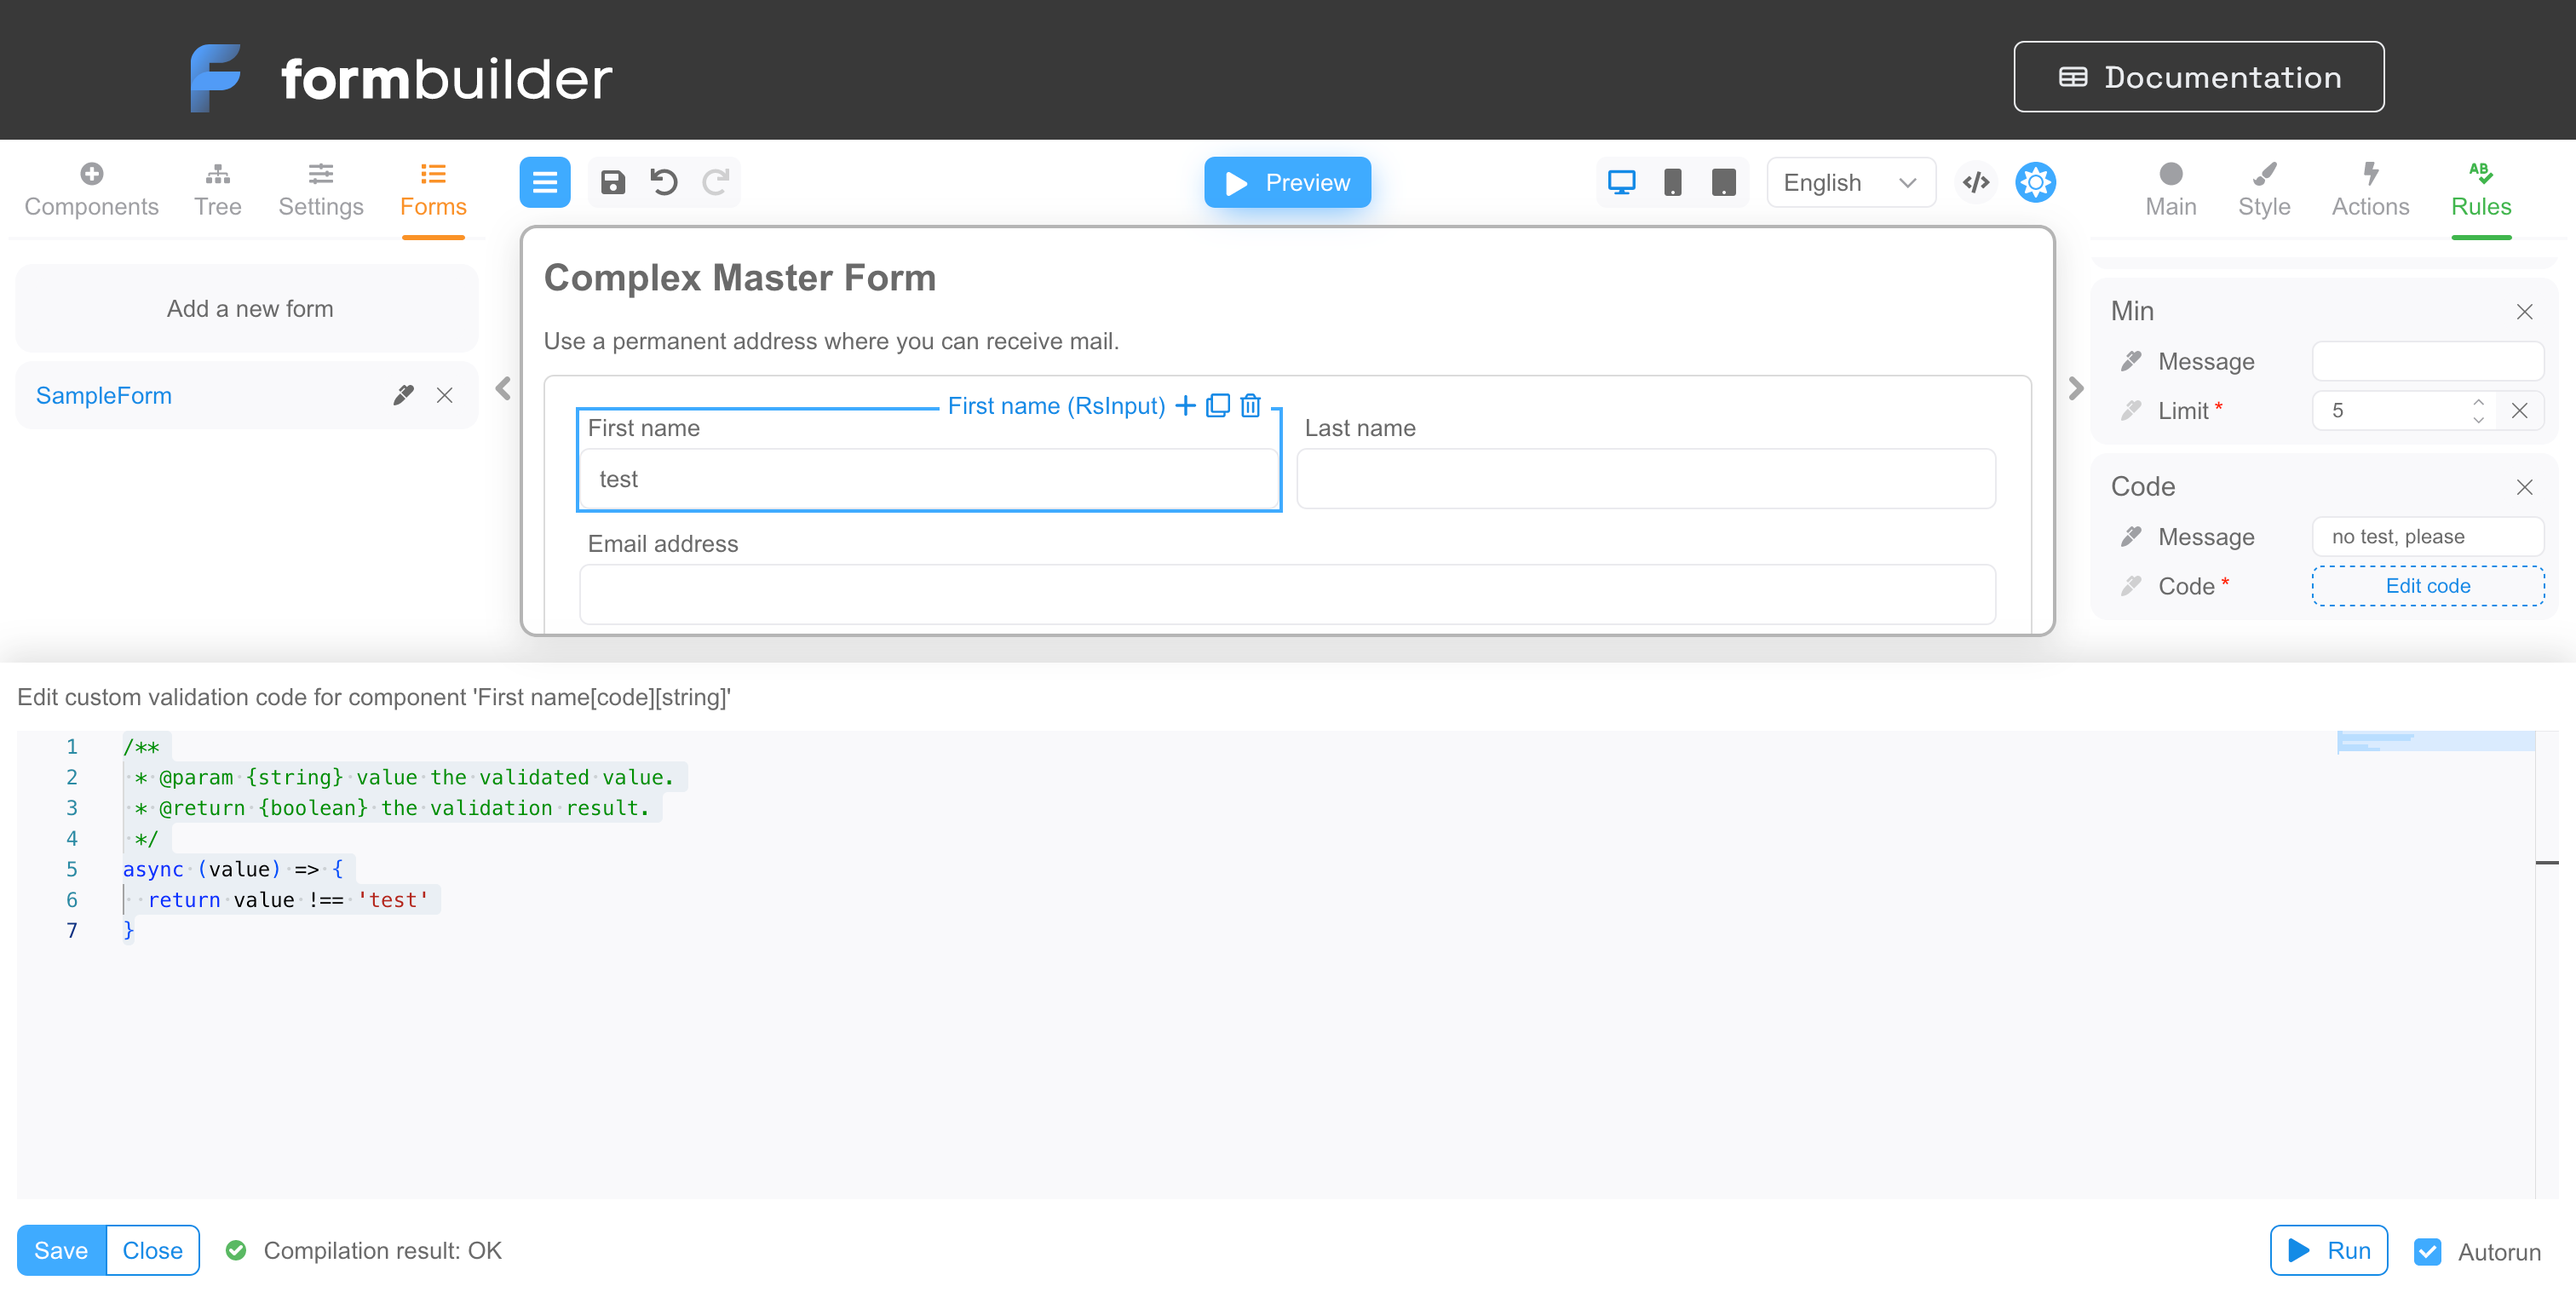 formbuilder
Documentation
Components
Tree
Settings
Forms
Preview
English
Main
Style
Actions
Rules
Add a new form
SampleForm
Complex Master Form
Use a permanent address where you can receive mail.
First name (RsInput)
First name
Last name
test
Email address
Min
Message
Limit *
5
Code
Message
no test, please
Code *
Edit code
Edit custom validation code for component 'First name[code][string]'
1 /**
2  * @param {string} value the validated value.
3  * @return {boolean} the validation result.
4  */
5 async (value) => {
6   return value !== 'test'
7 }
Save
Close
Compilation result: OK
Run
Autorun